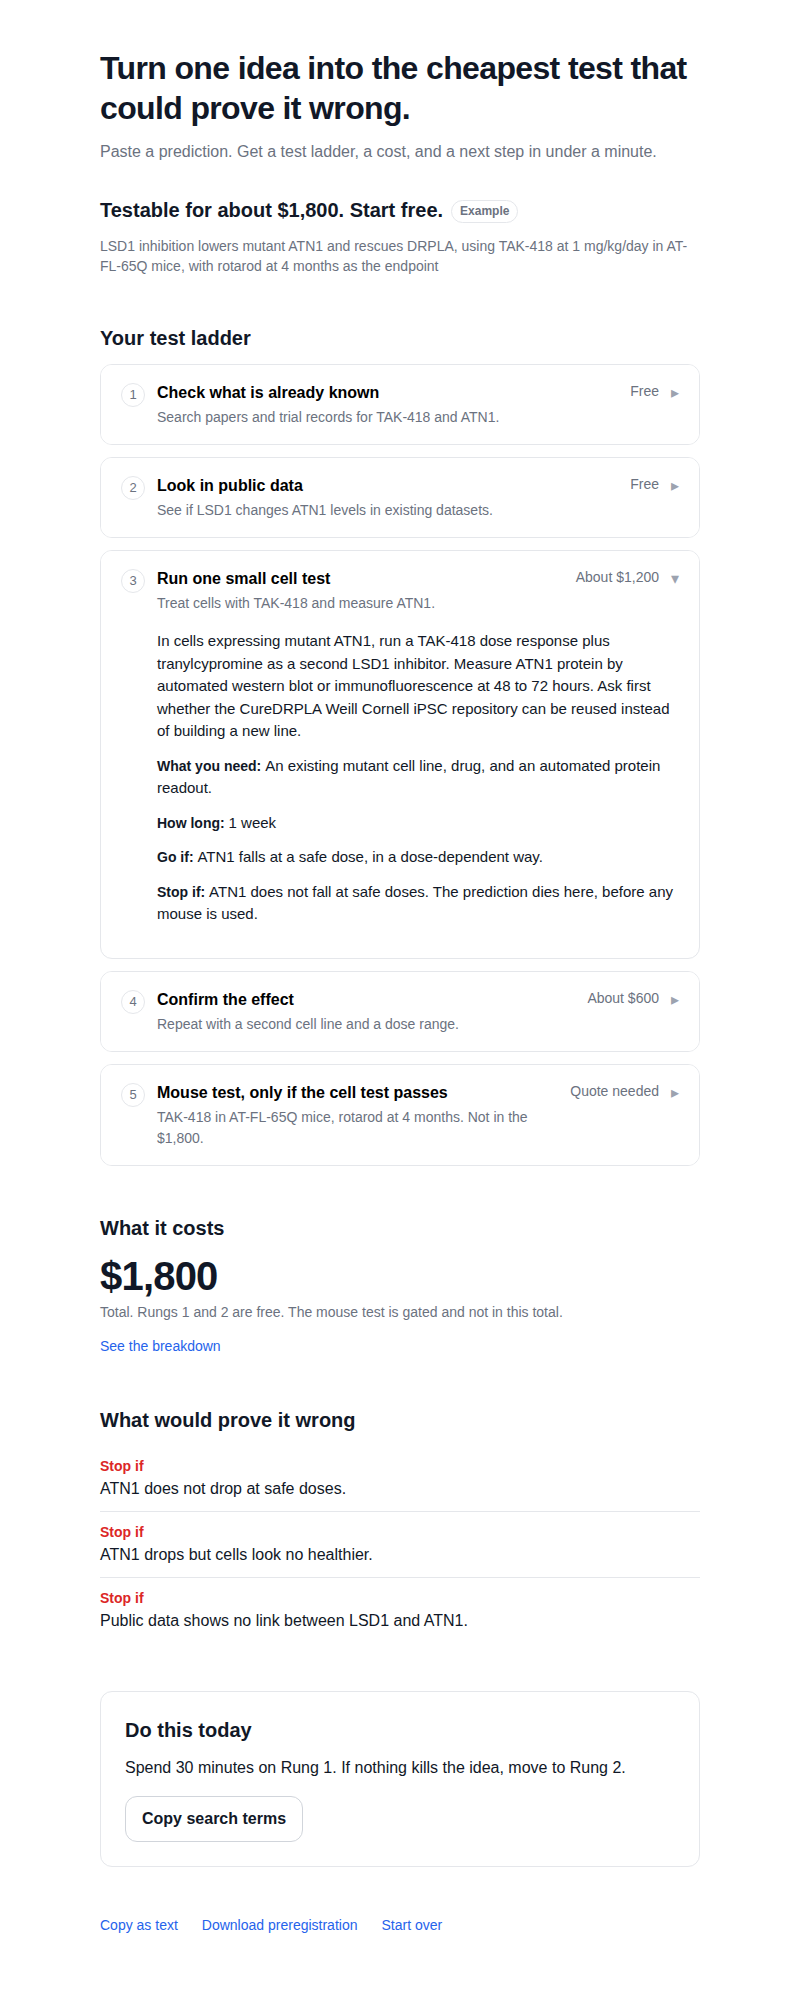 Turn one idea into the cheapest test that
could prove it wrong.
Paste a prediction. Get a test ladder, a cost, and a next step in under a minute.
Testable for about $1,800. Start free. Example
LSD1 inhibition lowers mutant ATN1 and rescues DRPLA, using TAK-418 at 1 mg/kg/day in AT-
FL-65Q mice, with rotarod at 4 months as the endpoint
Your test ladder
1 Check what is already known Free ▸
Search papers and trial records for TAK-418 and ATN1.
2 Look in public data Free ▸
See if LSD1 changes ATN1 levels in existing datasets.
3 Run one small cell test About $1,200 ▾
Treat cells with TAK-418 and measure ATN1.
In cells expressing mutant ATN1, run a TAK-418 dose response plus
tranylcypromine as a second LSD1 inhibitor. Measure ATN1 protein by
automated western blot or immunofluorescence at 48 to 72 hours. Ask first
whether the CureDRPLA Weill Cornell iPSC repository can be reused instead
of building a new line.
What you need: An existing mutant cell line, drug, and an automated protein
readout.
How long: 1 week
Go if: ATN1 falls at a safe dose, in a dose-dependent way.
Stop if: ATN1 does not fall at safe doses. The prediction dies here, before any
mouse is used.
4 Confirm the effect About $600 ▸
Repeat with a second cell line and a dose range.
5 Mouse test, only if the cell test passes Quote needed ▸
TAK-418 in AT-FL-65Q mice, rotarod at 4 months. Not in the
$1,800.
What it costs
$1,800
Total. Rungs 1 and 2 are free. The mouse test is gated and not in this total.
See the breakdown
What would prove it wrong
Stop if
ATN1 does not drop at safe doses.
Stop if
ATN1 drops but cells look no healthier.
Stop if
Public data shows no link between LSD1 and ATN1.
Do this today
Spend 30 minutes on Rung 1. If nothing kills the idea, move to Rung 2.
Copy search terms
Copy as text Download preregistration Start over